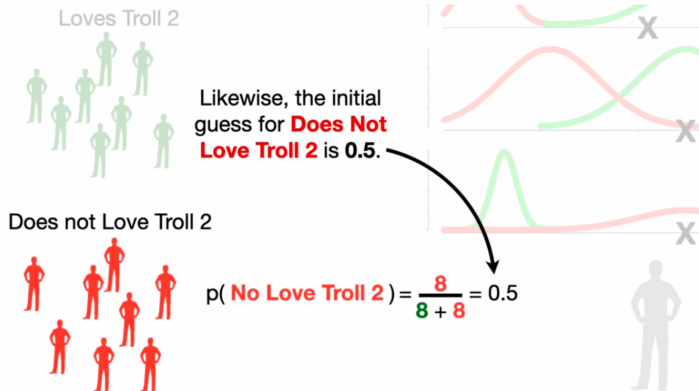 Loves Troll 2
Likewise, the initial
guess for Does Not
Love Troll 2 is 0.5.
X
X
X
Does not Love Troll 2
p( No Love Troll 2 ) = 8 / 8 + 8 = 0.5